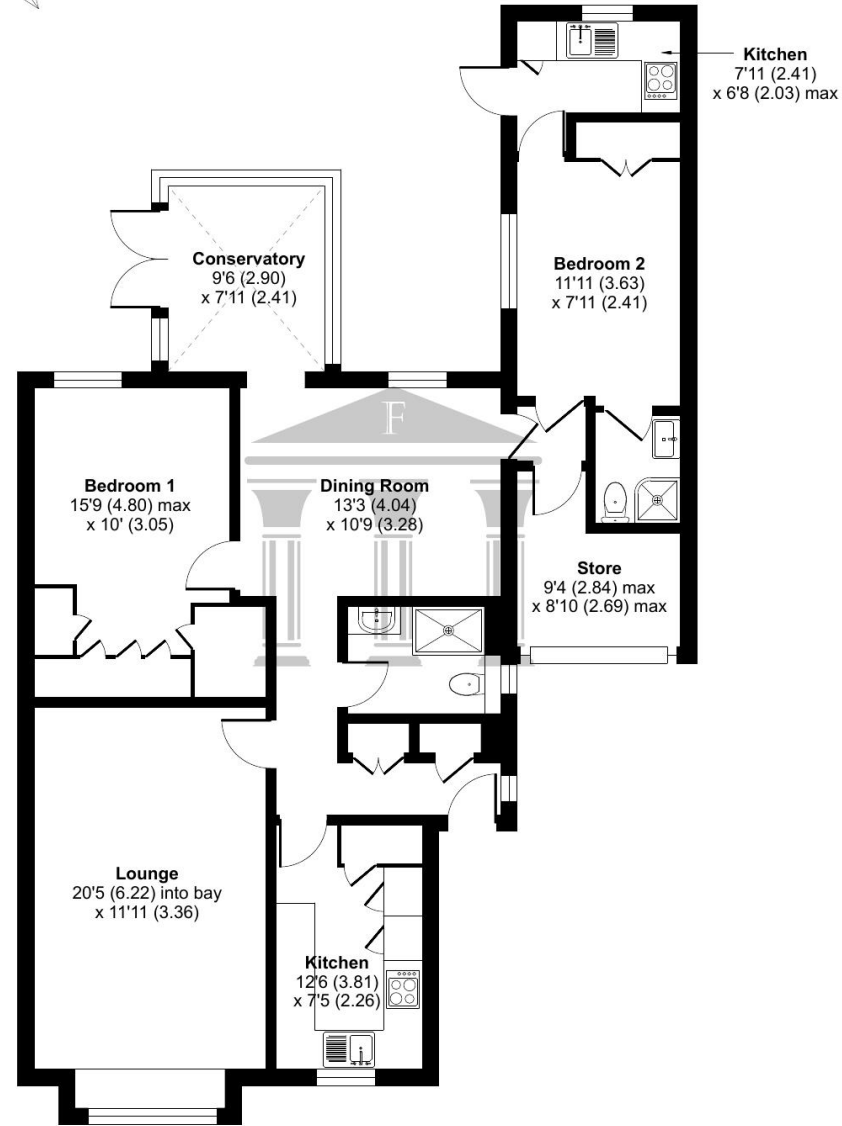 Kitchen
7'11 (2.41)
x 6'8 (2.03) max
Conservatory
9'6 (2.90)
x 7'11 (2.41)
Bedroom 2
11'11 (3.63)
x 7'11 (2.41)
F
Bedroom 1
15'9 (4.80) max
x 10' (3.05)
Dining Room
13'3 (4.04)
x 10'9 (3.28)
Store
9'4 (2.84) max
x 8'10 (2.69) max
Lounge
20'5 (6.22) into bay
x 11'11 (3.36)
Kitchen
12'6 (3.81)
x 7'5 (2.26)